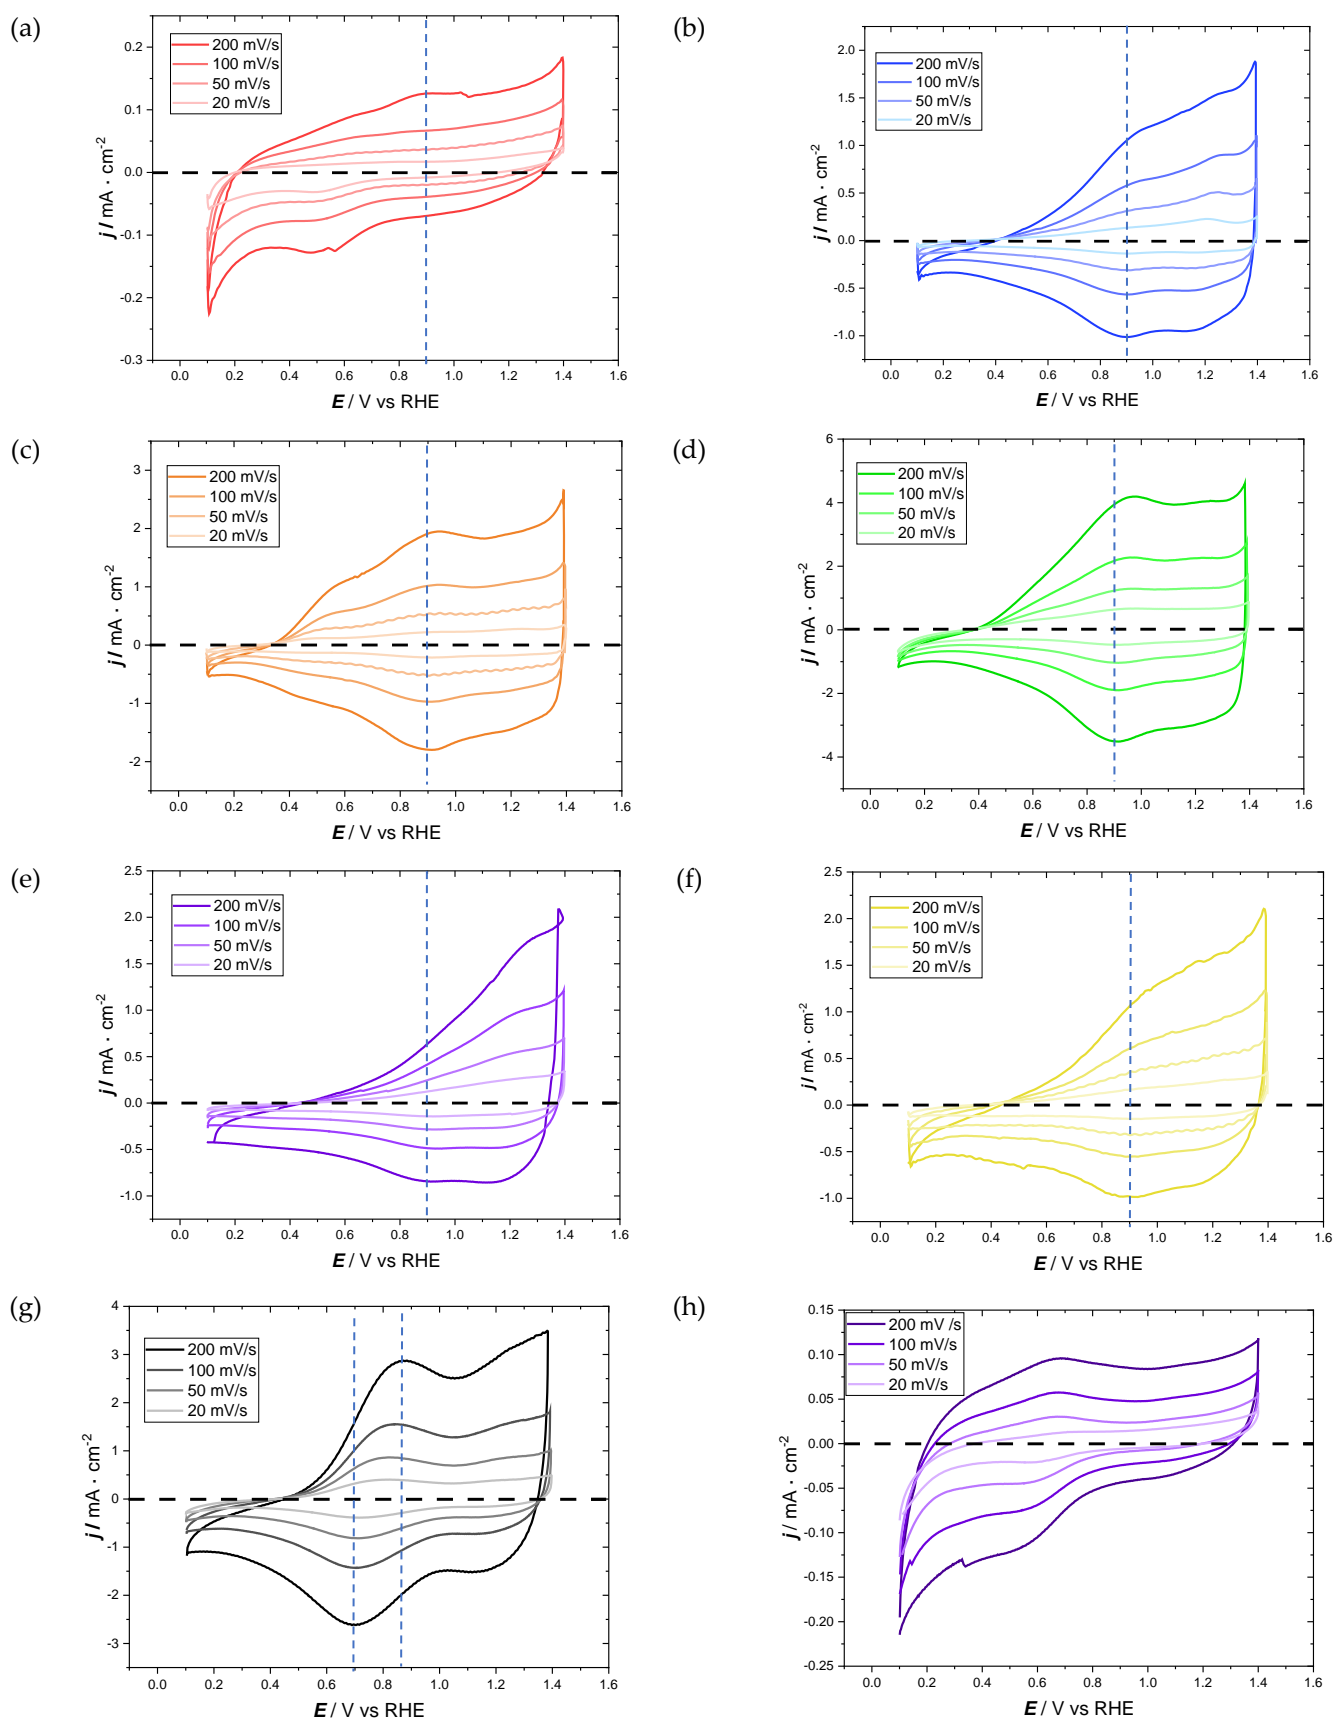 (a)
0.2
0.1
0.0
-0.1
-0.2
-0.3
j / mA · cm-2
200 mV/s
100 mV/s
50 mV/s
20 mV/s
0.0 0.2 0.4 0.6 0.8 1.0 1.2 1.4 1.6
E / V vs RHE
(b)
2.0
1.5
1.0
0.5
0.0
-0.5
-1.0
j / mA · cm-2
200 mV/s
100 mV/s
50 mV/s
20 mV/s
0.0 0.2 0.4 0.6 0.8 1.0 1.2 1.4 1.6
E / V vs RHE
(c)
3
2
1
0
-1
-2
j / mA · cm-2
200 mV/s
100 mV/s
50 mV/s
20 mV/s
0.0 0.2 0.4 0.6 0.8 1.0 1.2 1.4 1.6
E / V vs RHE
(d)
6
4
2
0
-2
-4
j / mA · cm-2
200 mV/s
100 mV/s
50 mV/s
20 mV/s
0.0 0.2 0.4 0.6 0.8 1.0 1.2 1.4 1.6
E / V vs RHE
(e)
2.5
2.0
1.5
1.0
0.5
0.0
-0.5
-1.0
j / mA · cm-2
200 mV/s
100 mV/s
50 mV/s
20 mV/s
0.0 0.2 0.4 0.6 0.8 1.0 1.2 1.4 1.6
E / V vs RHE
(f)
2.5
2.0
1.5
1.0
0.5
0.0
-0.5
-1.0
j / mA · cm-2
200 mV/s
100 mV/s
50 mV/s
20 mV/s
0.0 0.2 0.4 0.6 0.8 1.0 1.2 1.4 1.6
E / V vs RHE
(g)
4
3
2
1
0
-1
-2
-3
j / mA · cm-2
200 mV/s
100 mV/s
50 mV/s
20 mV/s
0.0 0.2 0.4 0.6 0.8 1.0 1.2 1.4 1.6
E / V vs RHE
(h)
0.15
0.10
0.05
0.00
-0.05
-0.10
-0.15
-0.20
-0.25
j / mA · cm-2
200 mV /s
100 mV/s
50 mV/s
20 mV/s
0.0 0.2 0.4 0.6 0.8 1.0 1.2 1.4 1.6
E / V vs RHE